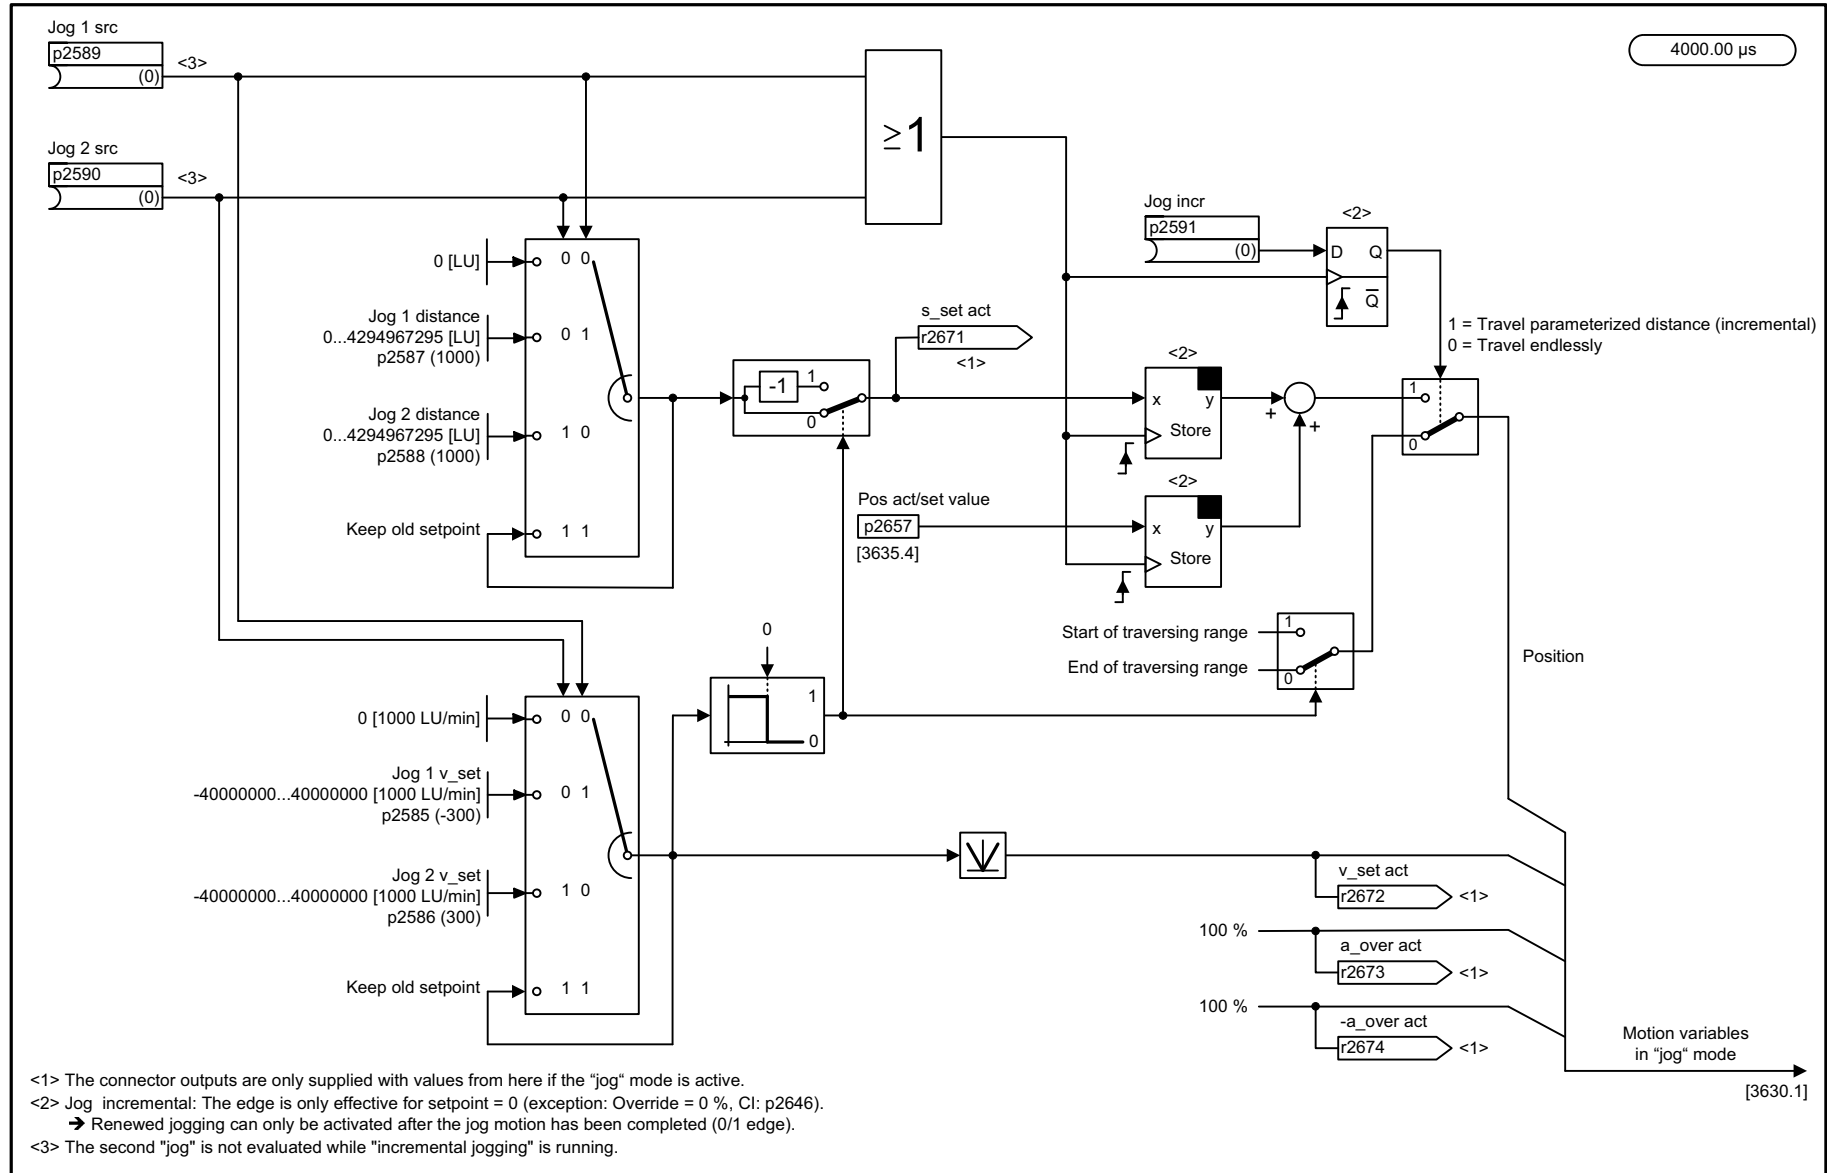 Jog 1 src
p2589
(0)
<3>
4000.00 µs
≥1
Jog 2 src
p2590
(0)
<3>
Jog incr
p2591
(0)
<2>
D Q
Q
1 = Travel parameterized distance (incremental)
0 = Travel endlessly
0 [LU]
0 0
Jog 1 distance
0...4294967295 [LU]
p2587 (1000)
0 1
Jog 2 distance
0...4294967295 [LU]
p2588 (1000)
1 0
Keep old setpoint
1 1
-1
1
0
s_set act
r2671
<1>
<2>
x y
Store
+
+
1
0
Pos act/set value
p2657
[3635.4]
<2>
x y
Store
Start of traversing range
End of traversing range
1
0
Position
0
1
0
0 [1000 LU/min]
0 0
Jog 1 v_set
-40000000...40000000 [1000 LU/min]
p2585 (-300)
0 1
Jog 2 v_set
-40000000...40000000 [1000 LU/min]
p2586 (300)
1 0
Keep old setpoint
1 1
v_set act
r2672
<1>
100 %
a_over act
r2673
<1>
100 %
-a_over act
r2674
<1>
Motion variables
in “jog“ mode
[3630.1]
<1> The connector outputs are only supplied with values from here if the “jog“ mode is active.
<2> Jog incremental: The edge is only effective for setpoint = 0 (exception: Override = 0 %, CI: p2646).
➔ Renewed jogging can only be activated after the jog motion has been completed (0/1 edge).
<3> The second "jog" is not evaluated while "incremental jogging" is running.